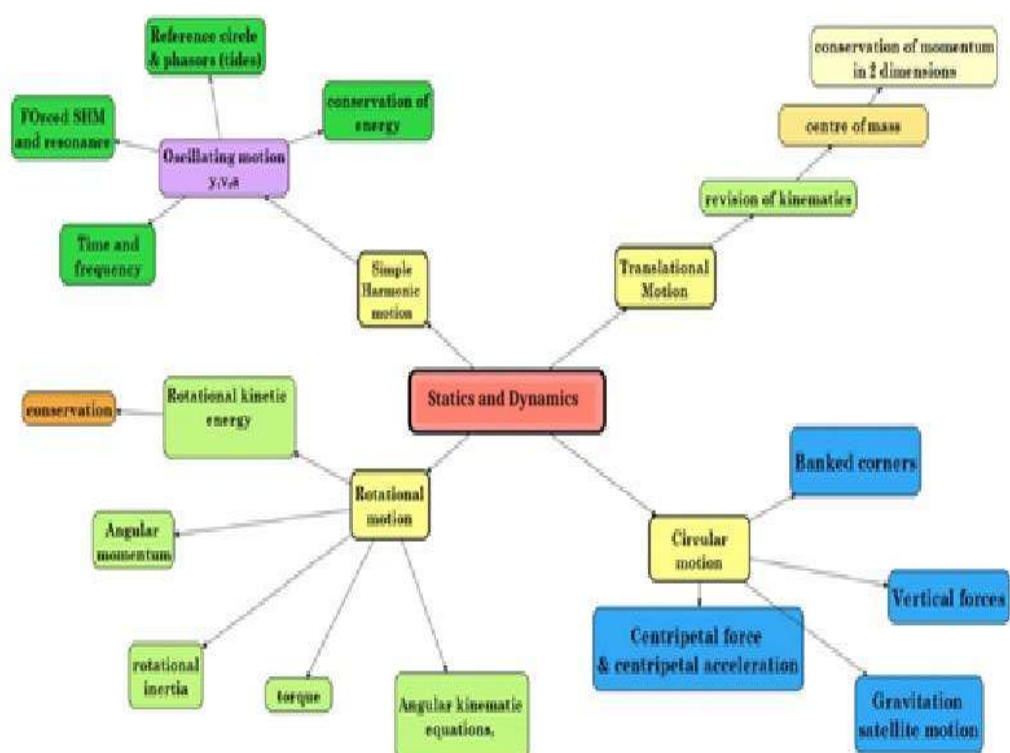 Reference circle
& phasors (tides)
conservation of momentum
in 2 dimensions
FOrced SHM
and resonance
conservation of
energy
centre of mass
Oscillating motion
y,v,a
revision of kinematics
Time and
frequency
Simple
Harmonic
motion
Translational
Motion
Statics and Dynamics
conservation
Rotational kinetic
energy
Banked corners
Rotational
motion
Angular
momentum
Circular
motion
Vertical forces
Centripetal force
& centripetal acceleration
rotational
inertia
torque
Angular kinematic
equations,
Gravitation
satellite motion